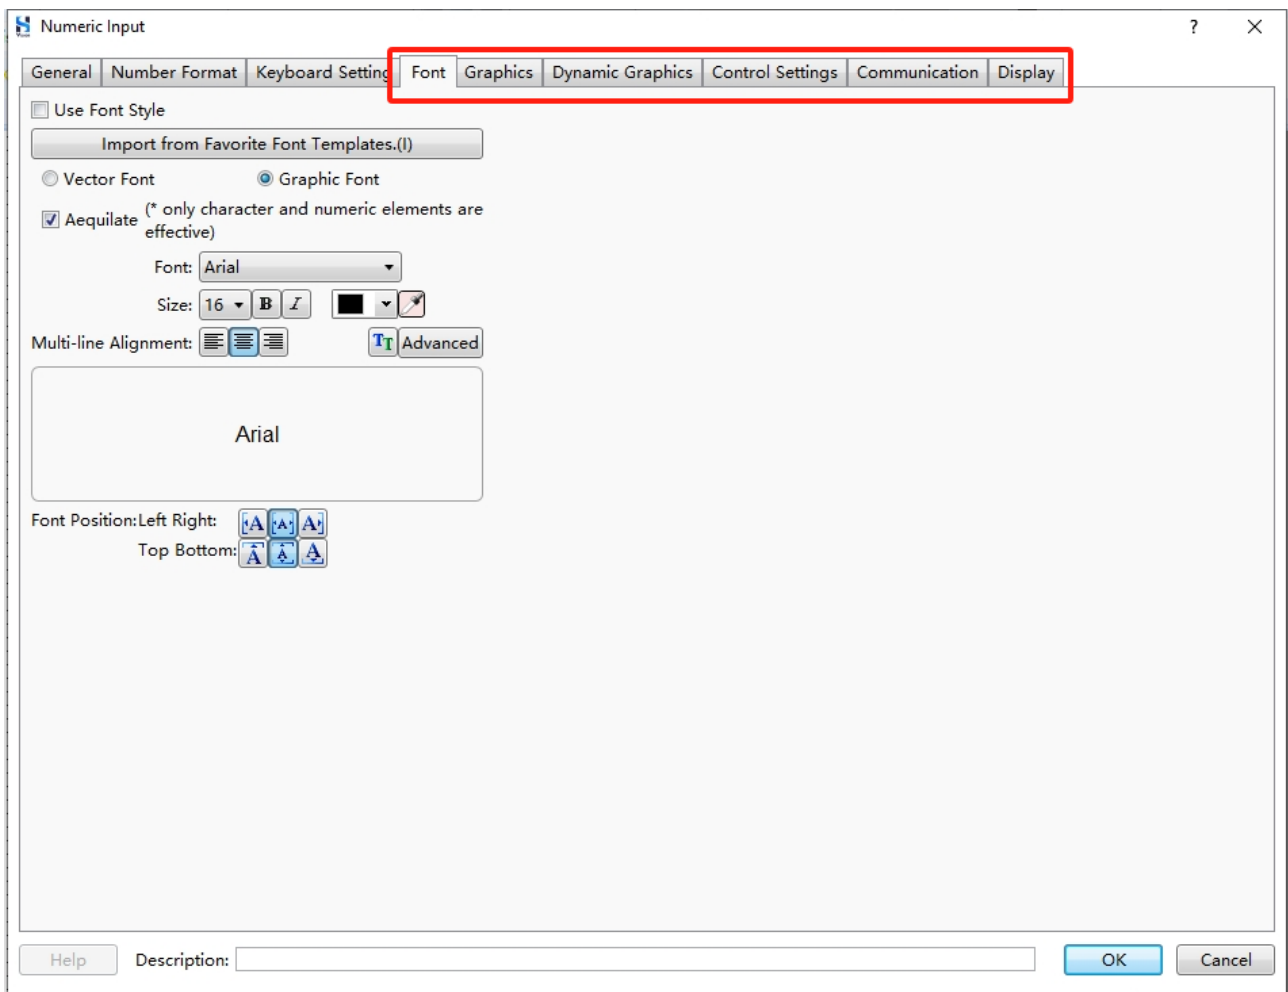 Numeric Input
General Number Format Keyboard Setting Font Graphics Dynamic Graphics Control Settings Communication Display
Use Font Style
Import from Favorite Font Templates.(I)
Vector Font Graphic Font
Aequilate (* only character and numeric elements are
effective)
Font: Arial
Size: 16 B I
Multi-line Alignment: TT Advanced
Arial
Font Position:Left Right: A A A
Top Bottom: A A A
Help Description: OK Cancel